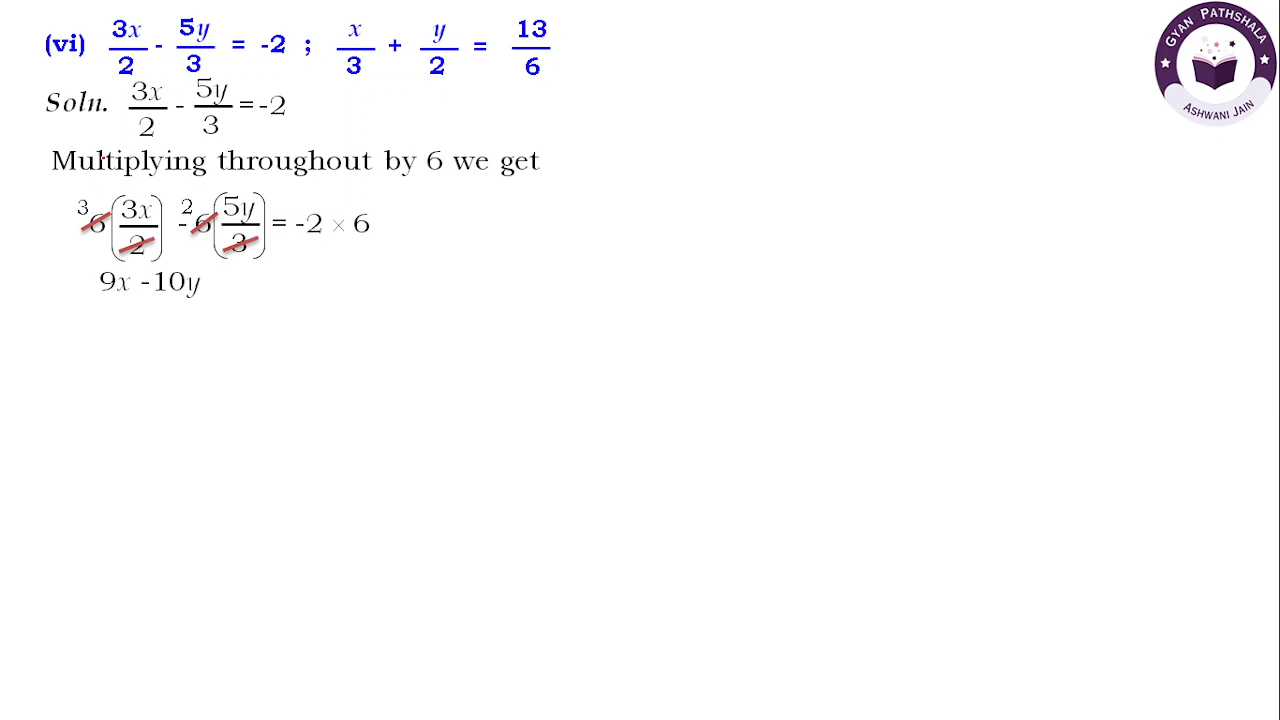 (vi) 3x/2 - 5y/3 = -2 ; x/3 + y/2 = 13/6
Soln. 3x/2 - 5y/3 = -2
Multiplying throughout by 6 we get
3 6(3x/2) - 2 6(5y/3) = -2 × 6
9x - 10y
GYAN PATHSHALA
ASHWANI JAIN